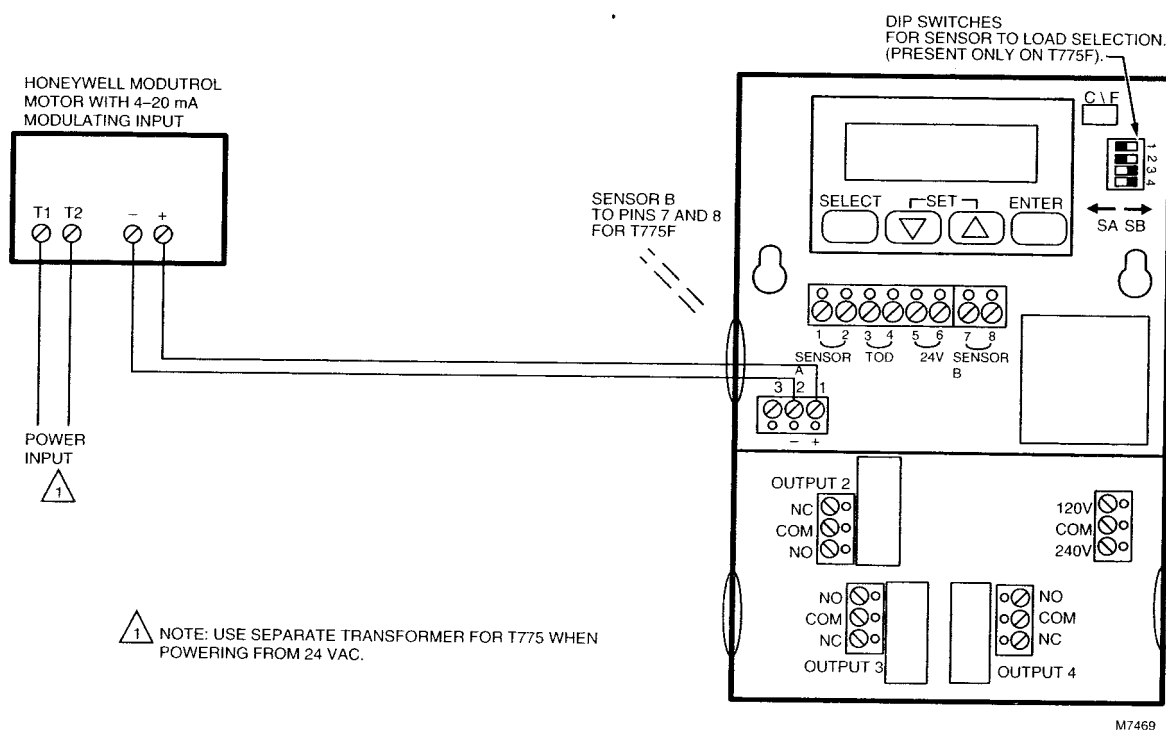 DIP SWITCHES
FOR SENSOR TO LOAD SELECTION.
(PRESENT ONLY ON T775F).
HONEYWELL MODUTROL
MOTOR WITH 4–20 mA
MODULATING INPUT
T1 T2 – +
POWER
INPUT
1
SENSOR B
TO PINS 7 AND 8
FOR T775F
C \ F
1
2
3
4
SELECT SET ENTER
SA SB
1 2 3 4 5 6 7 8
SENSOR TOD 24V SENSOR
A B
3 2 1
– +
OUTPUT 2
NC
COM
NO
120V
COM
240V
NO
COM
NC
OUTPUT 3
NO
COM
NC
OUTPUT 4
1 NOTE: USE SEPARATE TRANSFORMER FOR T775 WHEN
POWERING FROM 24 VAC.
M7469